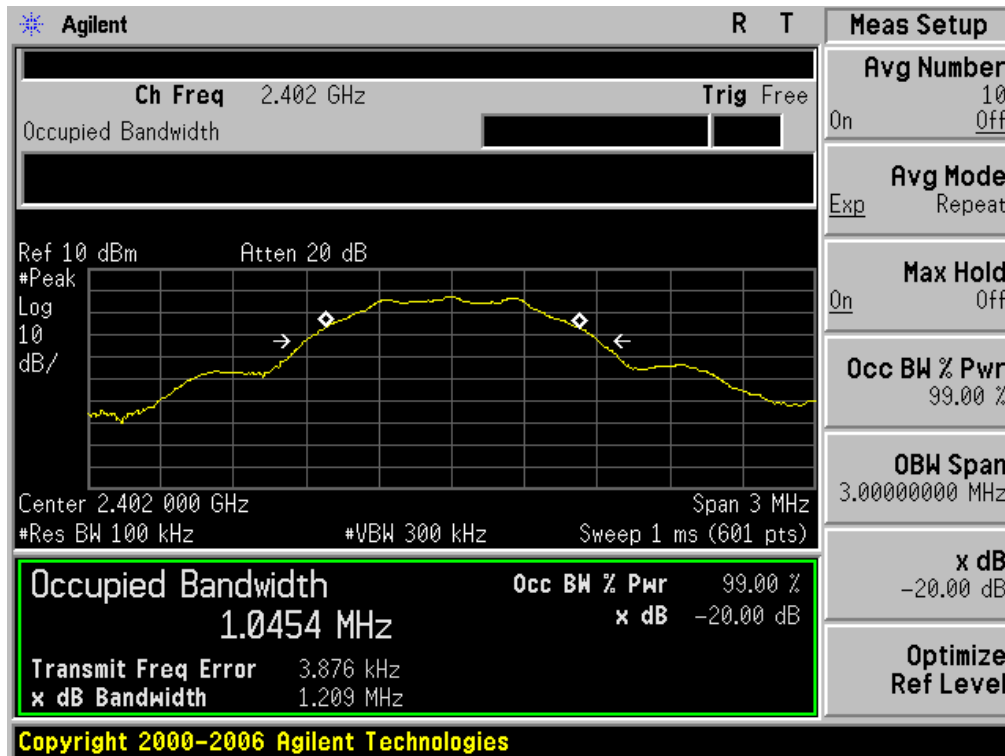 Agilent R T
Ch Freq 2.402 GHz Trig Free
Occupied Bandwidth
Ref 10 dBm Atten 20 dB
#Peak
Log
10
dB/
Center 2.402 000 GHz Span 3 MHz
#Res BW 100 kHz #VBW 300 kHz Sweep 1 ms (601 pts)
Occupied Bandwidth
1.0454 MHz
Occ BW % Pwr 99.00 %
x dB -20.00 dB
Transmit Freq Error 3.876 kHz
x dB Bandwidth 1.209 MHz
Copyright 2000-2006 Agilent Technologies
Meas Setup
Avg Number
10
On Off
Avg Mode
Exp Repeat
Max Hold
On Off
Occ BW % Pwr
99.00 %
OBW Span
3.00000000 MHz
x dB
-20.00 dB
Optimize
Ref Level